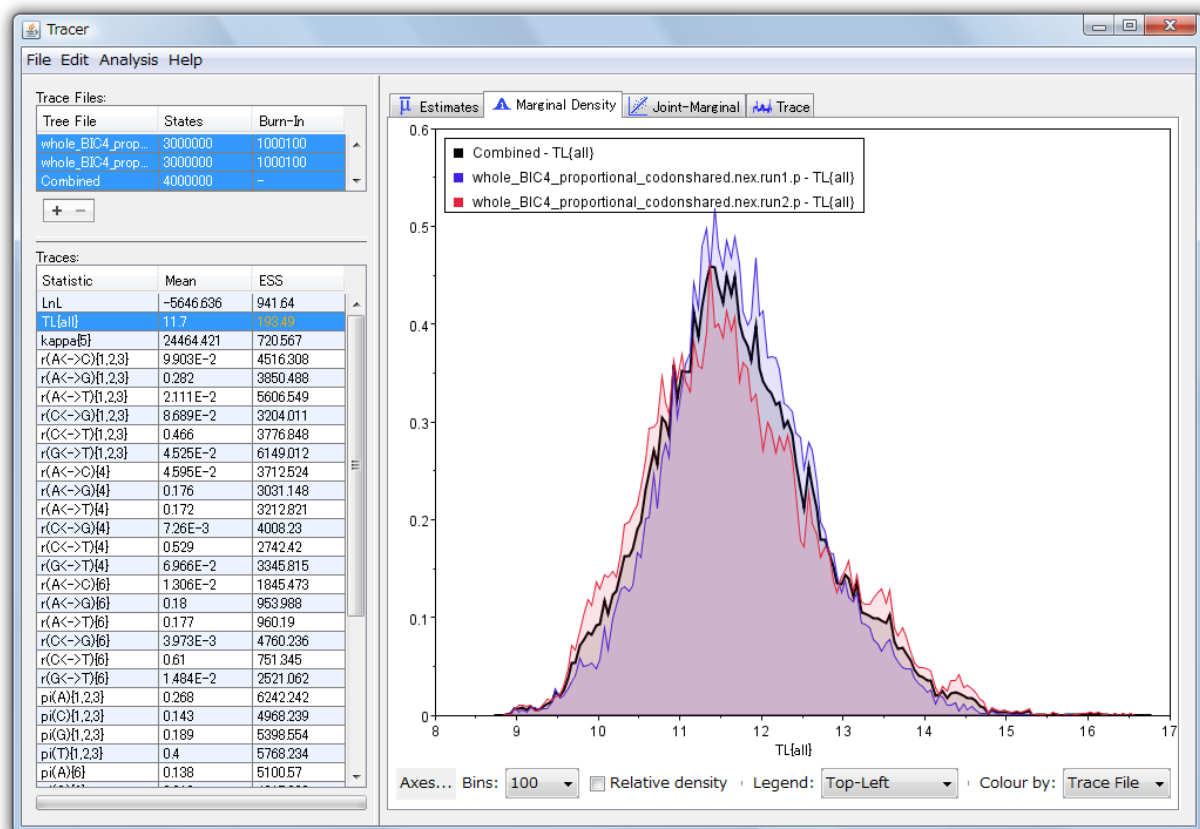 Tracer
File Edit Analysis Help
Trace Files:
Tree File States Burn-In
whole_BIC4_prop... 3000000 1000100
whole_BIC4_prop... 3000000 1000100
Combined 4000000 -
+ -
Traces:
Statistic Mean ESS
LnL -5646.636 941.64
TL{all} 11.7 193.49
kappa{5} 24464.421 720.567
r(A<->C){1,2,3} 9.903E-2 4516.308
r(A<->G){1,2,3} 0.282 3850.488
r(A<->T){1,2,3} 2.111E-2 5606.549
r(C<->G){1,2,3} 8.689E-2 3204.011
r(C<->T){1,2,3} 0.466 3776.848
r(G<->T){1,2,3} 4.525E-2 6149.012
r(A<->C){4} 4.595E-2 3712.524
r(A<->G){4} 0.176 3031.148
r(A<->T){4} 0.172 3212.821
r(C<->G){4} 7.26E-3 4008.23
r(C<->T){4} 0.529 2742.42
r(G<->T){4} 6.966E-2 3345.815
r(A<->C){6} 1.306E-2 1845.473
r(A<->G){6} 0.18 953.988
r(A<->T){6} 0.177 960.19
r(C<->G){6} 3.973E-3 4760.236
r(C<->T){6} 0.61 751.345
r(G<->T){6} 1.484E-2 2521.062
pi(A){1,2,3} 0.268 6242.242
pi(C){1,2,3} 0.143 4968.239
pi(G){1,2,3} 0.189 5398.554
pi(T){1,2,3} 0.4 5768.234
pi(A){6} 0.138 5100.57
Estimates Marginal Density Joint-Marginal Trace
Combined - TL{all}
whole_BIC4_proportional_codonshared.nex.run1.p - TL{all}
whole_BIC4_proportional_codonshared.nex.run2.p - TL{all}
0.6
0.5
0.4
0.3
0.2
0.1
0
8 9 10 11 12 13 14 15 16 17
TL{all}
Axes... Bins: 100 Relative density Legend: Top-Left Colour by: Trace File